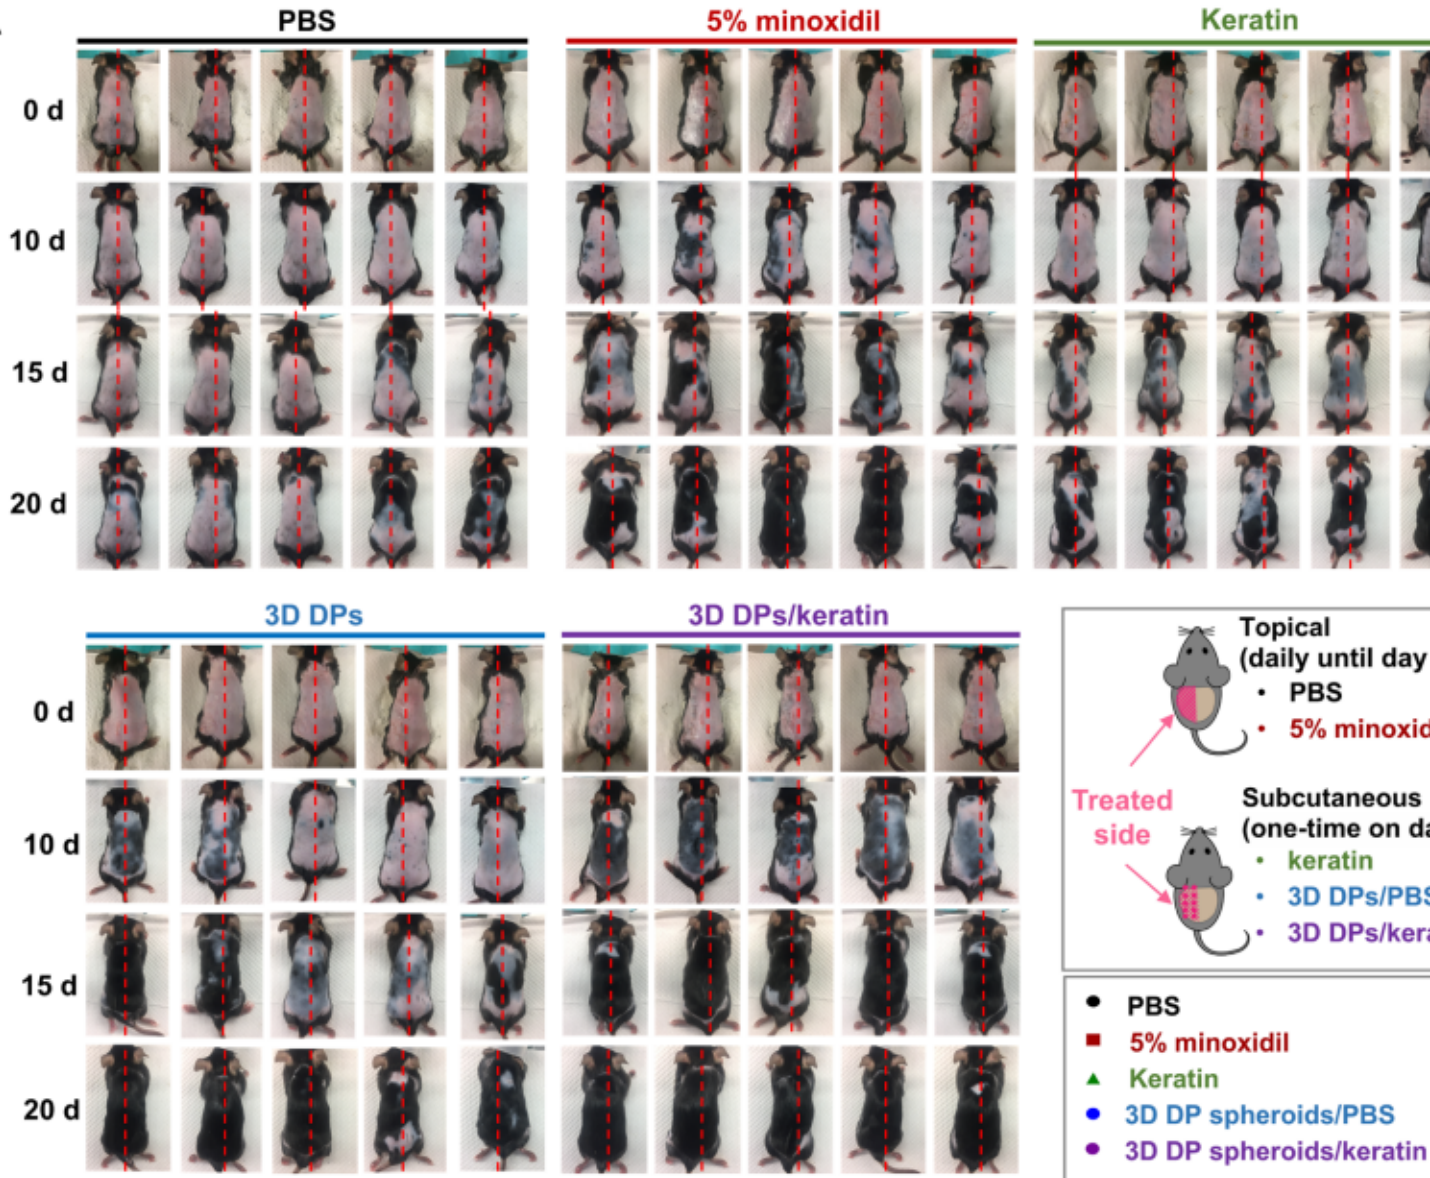 PBS
5% minoxidil
Keratin
0 d
10 d
15 d
20 d
3D DPs
3D DPs/keratin
0 d
10 d
15 d
20 d
Topical
(daily until day
• PBS
• 5% minoxid
Treated
side
Subcutaneous
(one-time on da
• keratin
• 3D DPs/PBS
• 3D DPs/kera
PBS
5% minoxidil
Keratin
3D DP spheroids/PBS
3D DP spheroids/keratin